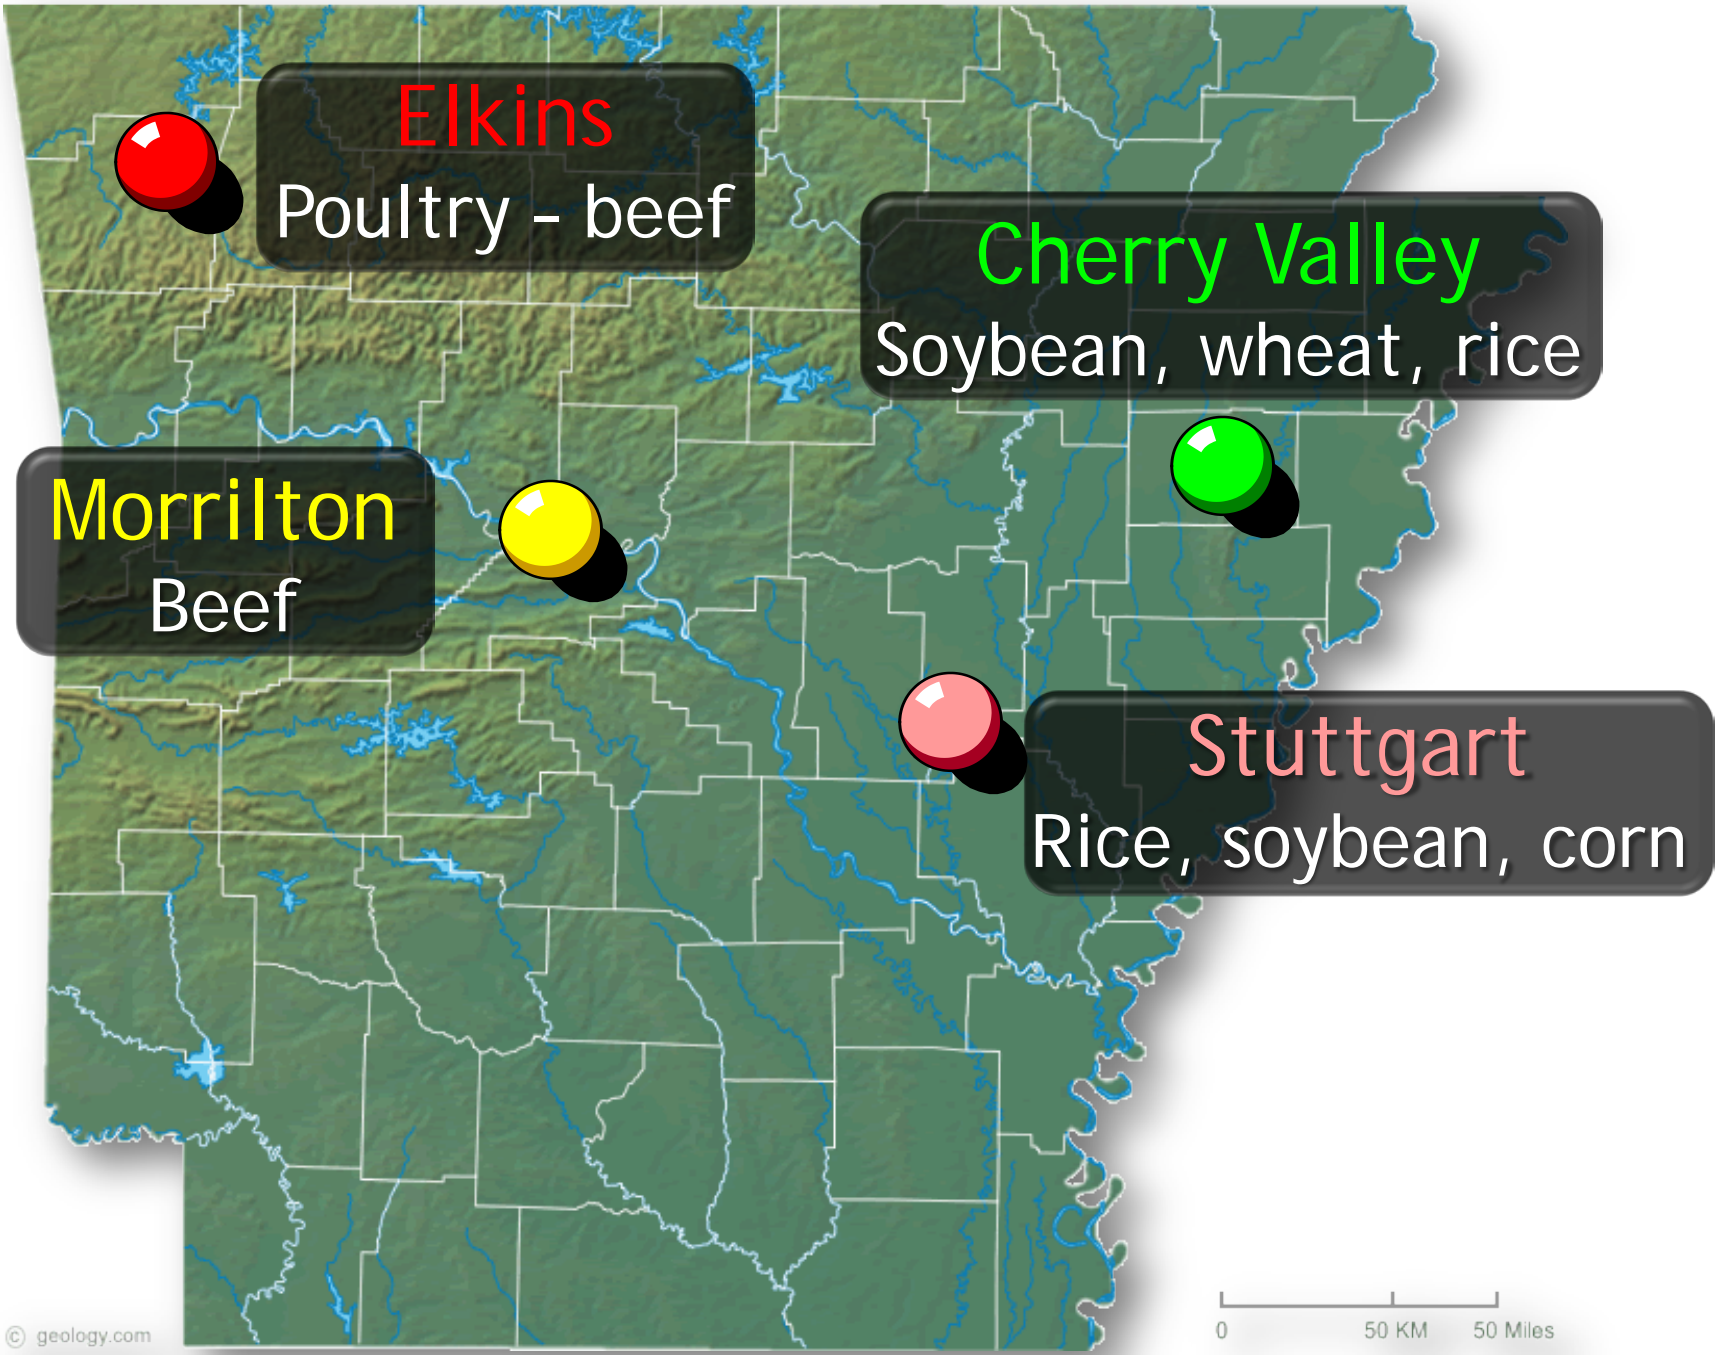 Elkins
Poultry – beef
Cherry Valley
Soybean, wheat, rice
Morrilton
Beef
Stuttgart
Rice, soybean, corn
© geology.com
0 50 KM 50 Miles